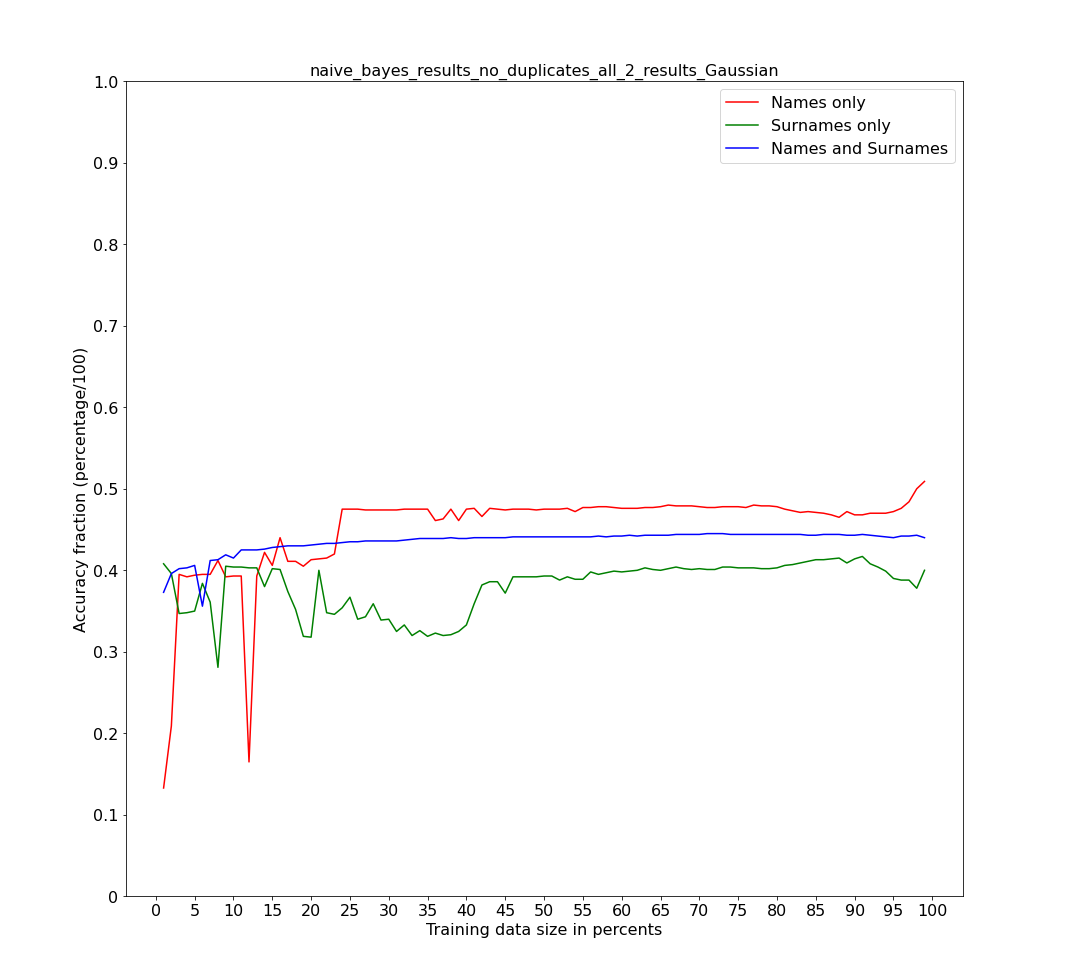 naive_bayes_results_no_duplicates_all_2_results_Gaussian
Names only
Surnames only
Names and Surnames
Accuracy fraction (percentage/100)
1.0
0.9
0.8
0.7
0.6
0.5
0.4
0.3
0.2
0.1
0
0 5 10 15 20 25 30 35 40 45 50 55 60 65 70 75 80 85 90 95 100
Training data size in percents